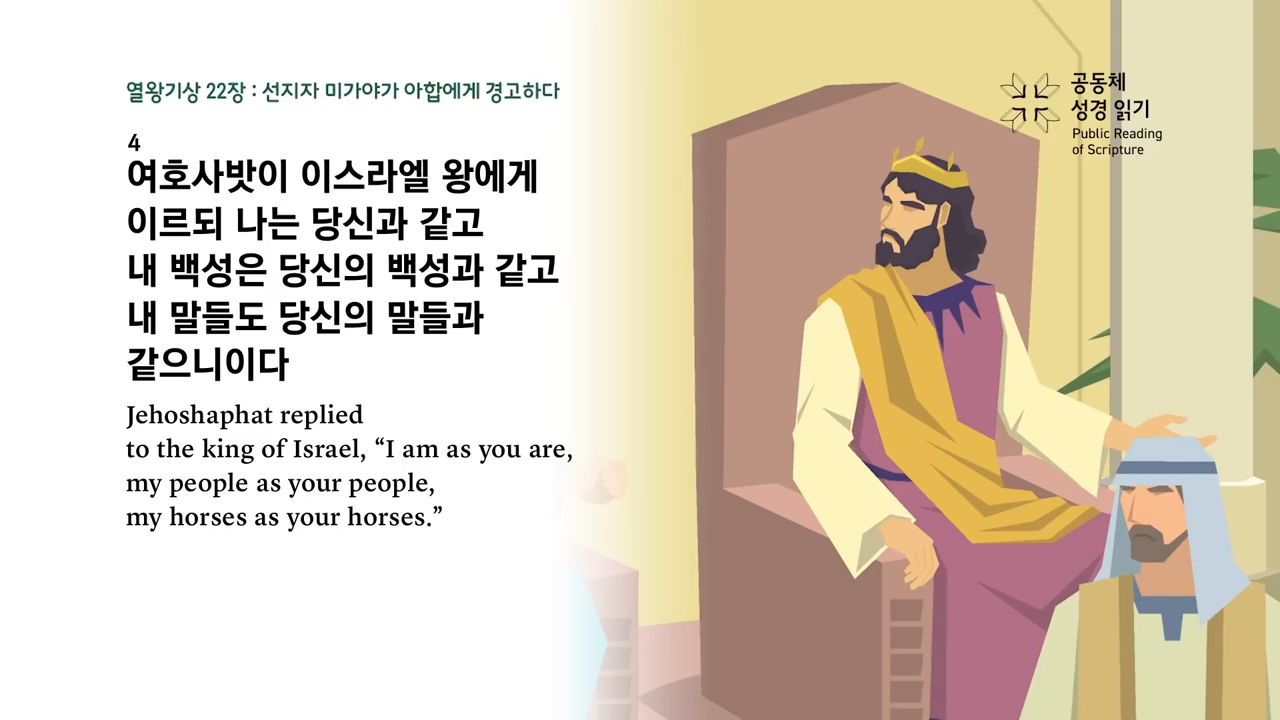 열왕기상 22장 : 선지자 미가야가 아합에게 경고하다
4
여호사밧이 이스라엘 왕에게
이르되 나는 당신과 같고
내 백성은 당신의 백성과 같고
내 말들도 당신의 말들과
같으니이다
Jehoshaphat replied
to the king of Israel, “I am as you are,
my people as your people,
my horses as your horses.”
공동체
성경 읽기
Public Reading
of Scripture